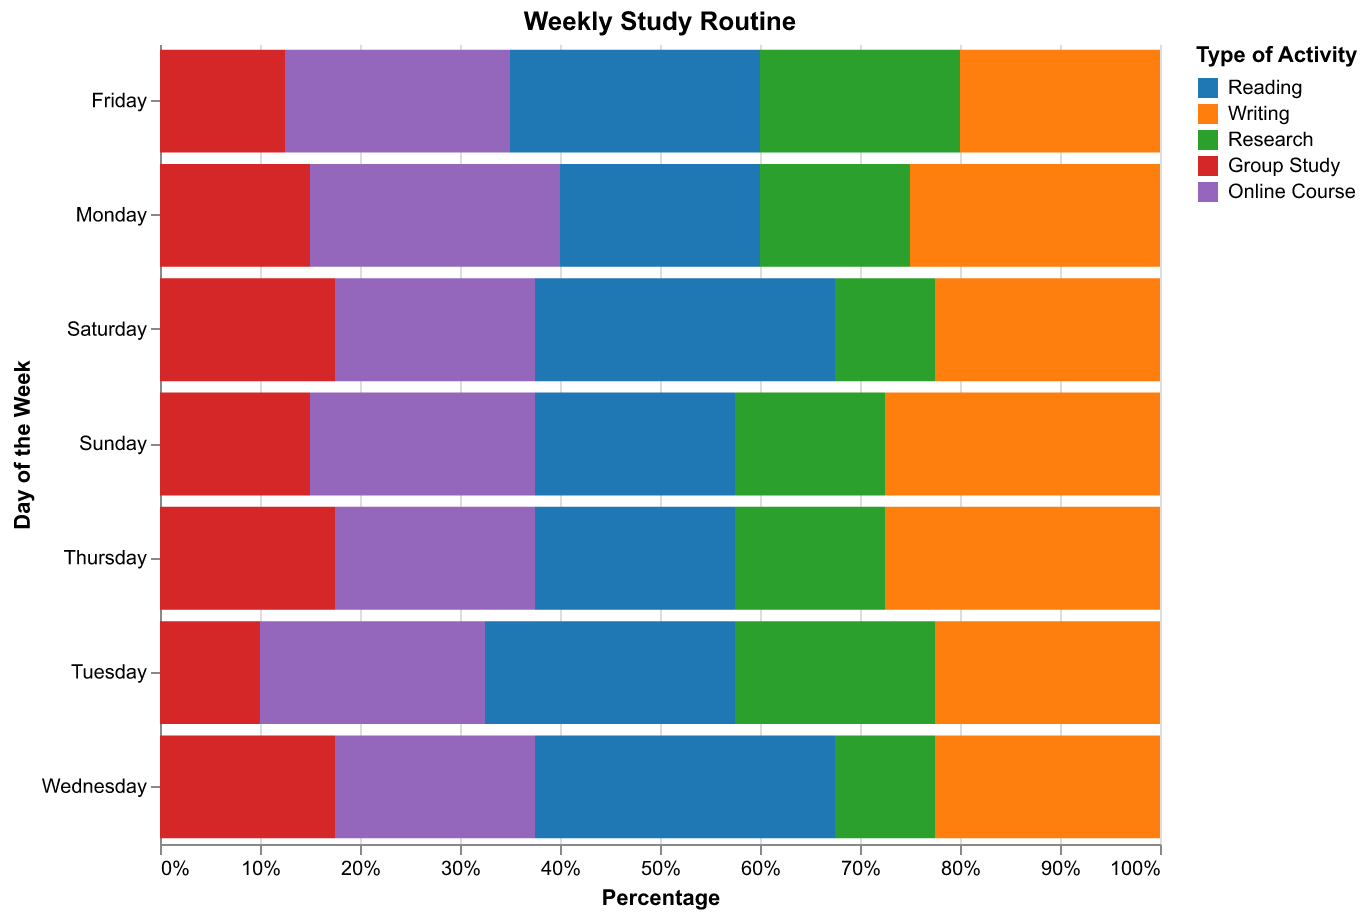 Weekly Study Routine
Type of Activity
Reading
Writing
Research
Group Study
Online Course
Day of the Week
Friday
Monday
Saturday
Sunday
Thursday
Tuesday
Wednesday
0% 10% 20% 30% 40% 50% 60% 70% 80% 90% 100%
Percentage